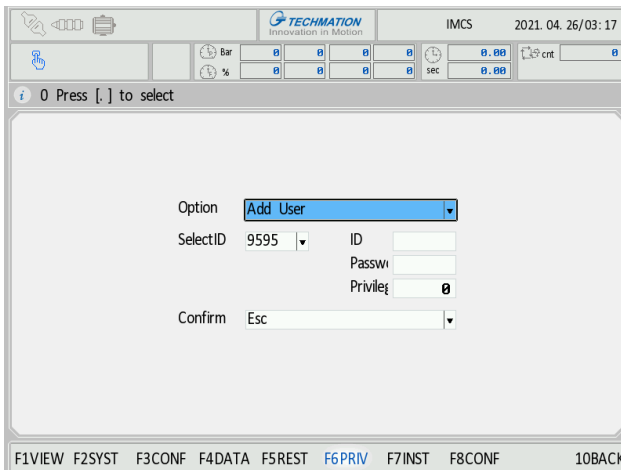 TECHMATION
Innovation in Motion
IMCS
2021. 04. 26/03: 17
Bar 0 0 0 0 0.00 cnt 0
% 0 0 0 0 sec 0.00
i 0 Press [. ] to select
Option Add User
SelectID 9595 ID
Passw
Privileg 0
Confirm Esc
F1VIEW F2SYST F3CONF F4DATA F5REST F6PRIV F7INST F8CONF 10BACK